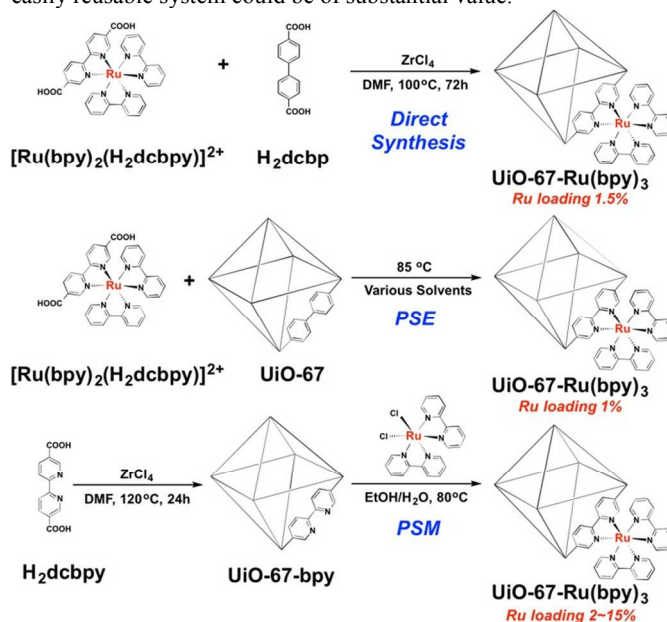 easily reusable system could be of substantial value.
COOH
HOOC
N
N
N
N
N
N
Ru
+
COOH
COOH
ZrCl4
DMF, 100°C, 72h
Direct
Synthesis
N
N
N
N
N
N
Ru
[Ru(bpy)2(H2dcbpy)]2+
H2dcbp
UiO-67-Ru(bpy)3
Ru loading 1.5%
COOH
HOOC
N
N
N
N
N
N
Ru
+
85 °C
Various Solvents
PSE
N
N
N
N
N
N
Ru
[Ru(bpy)2(H2dcbpy)]2+
UiO-67
UiO-67-Ru(bpy)3
Ru loading 1%
COOH
N
N
COOH
ZrCl4
DMF, 120°C, 24h
N
N
Cl
Cl
Ru
N
N
N
N
EtOH/H2O, 80°C
PSM
N
N
N
N
N
N
Ru
H2dcbpy
UiO-67-bpy
UiO-67-Ru(bpy)3
Ru loading 2~15%